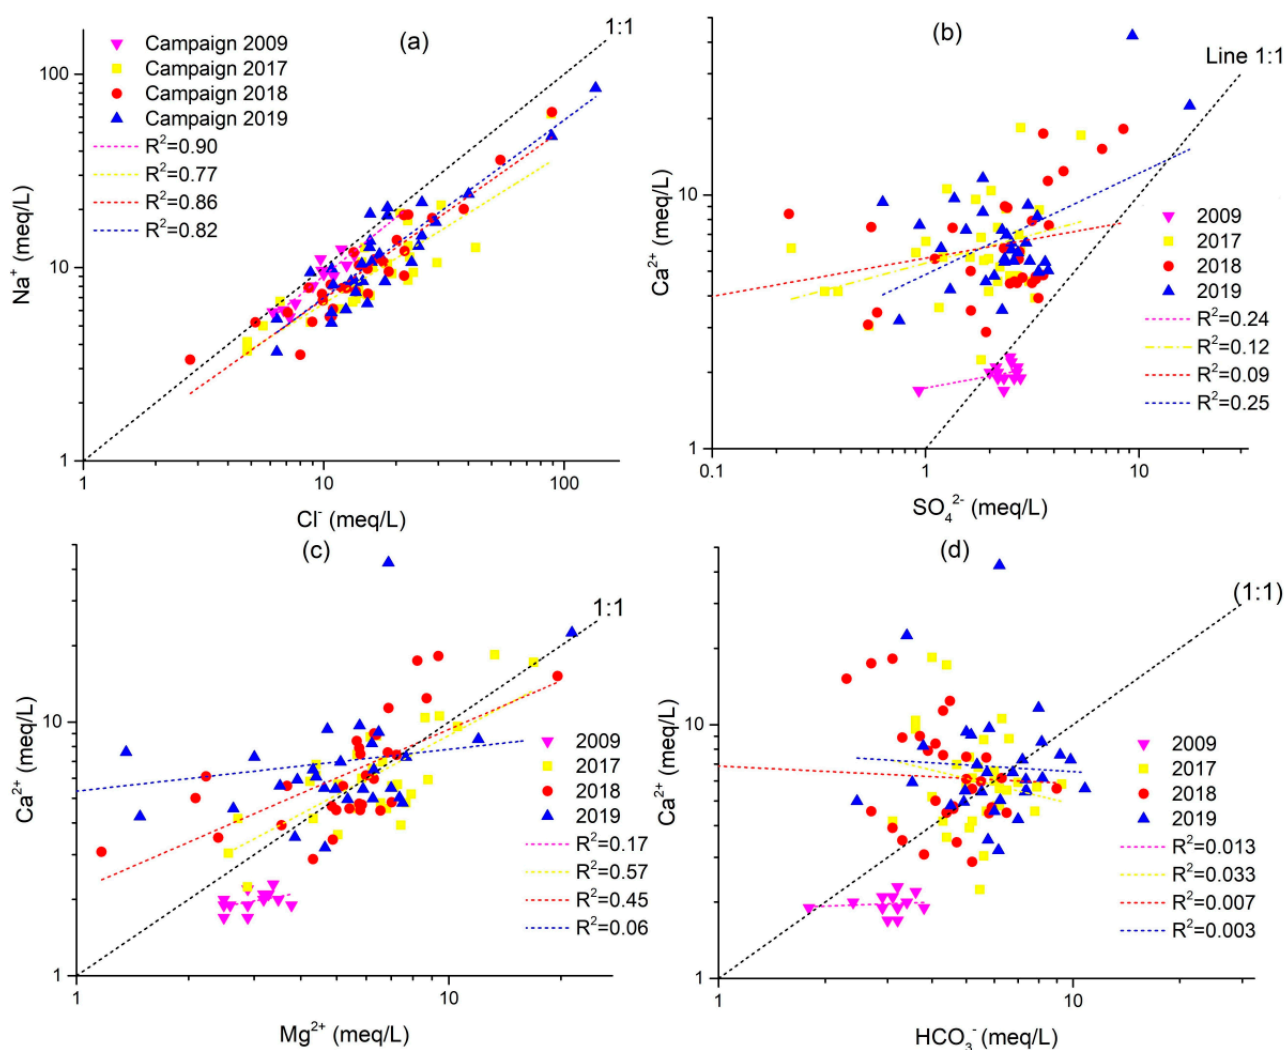 (a)
1:1
Campaign 2009
Campaign 2017
Campaign 2018
Campaign 2019
R²=0.90
R²=0.77
R²=0.86
R²=0.82
100
10
1
Na⁺ (meq/L)
1
10
100
Cl⁻ (meq/L)
(b)
Line 1:1
10
1
Ca²⁺ (meq/L)
2009
2017
2018
2019
R²=0.24
R²=0.12
R²=0.09
R²=0.25
0.1
1
10
SO₄²⁻ (meq/L)
(c)
1:1
10
1
Ca²⁺ (meq/L)
2009
2017
2018
2019
R²=0.17
R²=0.57
R²=0.45
R²=0.06
1
10
Mg²⁺ (meq/L)
(d)
(1:1)
10
1
Ca²⁺ (meq/L)
2009
2017
2018
2019
R²=0.013
R²=0.033
R²=0.007
R²=0.003
1
10
HCO₃⁻ (meq/L)